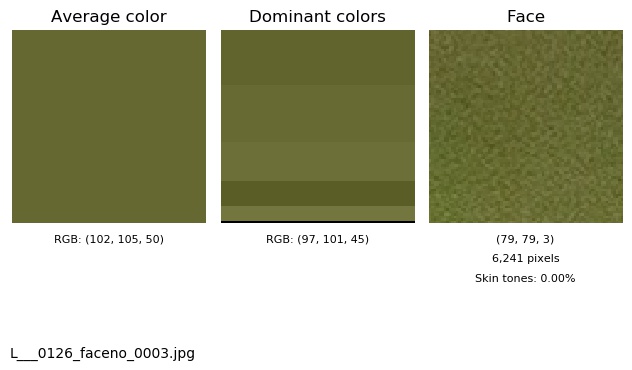 Average color
Dominant colors
Face
RGB: (102, 105, 50)
RGB: (97, 101, 45)
(79, 79, 3)
6,241 pixels
Skin tones: 0.00%
L___0126_faceno_0003.jpg